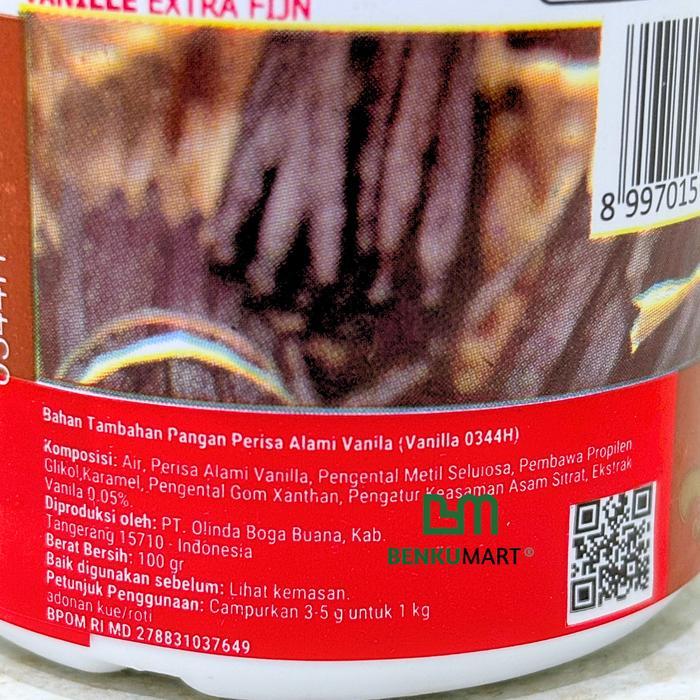 VANILLE EXTRA FIJN
8 997015
0344H
Bahan Tambahan Pangan Perisa Alami Vanila (Vanilla 0344H)
Komposisi: Air, Perisa Alami Vanilla, Pengental Metil Selulosa, Pembawa Propilen
Glikol,Karamel, Pengental Gom Xanthan, Pengatur Keasaman Asam Sitrat, Ekstrak
Vanila 0,05%.
Diproduksi oleh: PT. Olinda Boga Buana, Kab.
Tangerang 15710 - Indonesia
Berat Bersih: 100 gr
Baik digunakan sebelum: Lihat kemasan.
Petunjuk Penggunaan: Campurkan 3-5 g untuk 1 kg
adonan kue/roti
BPOM RI MD 278831037649
BENKUMART®